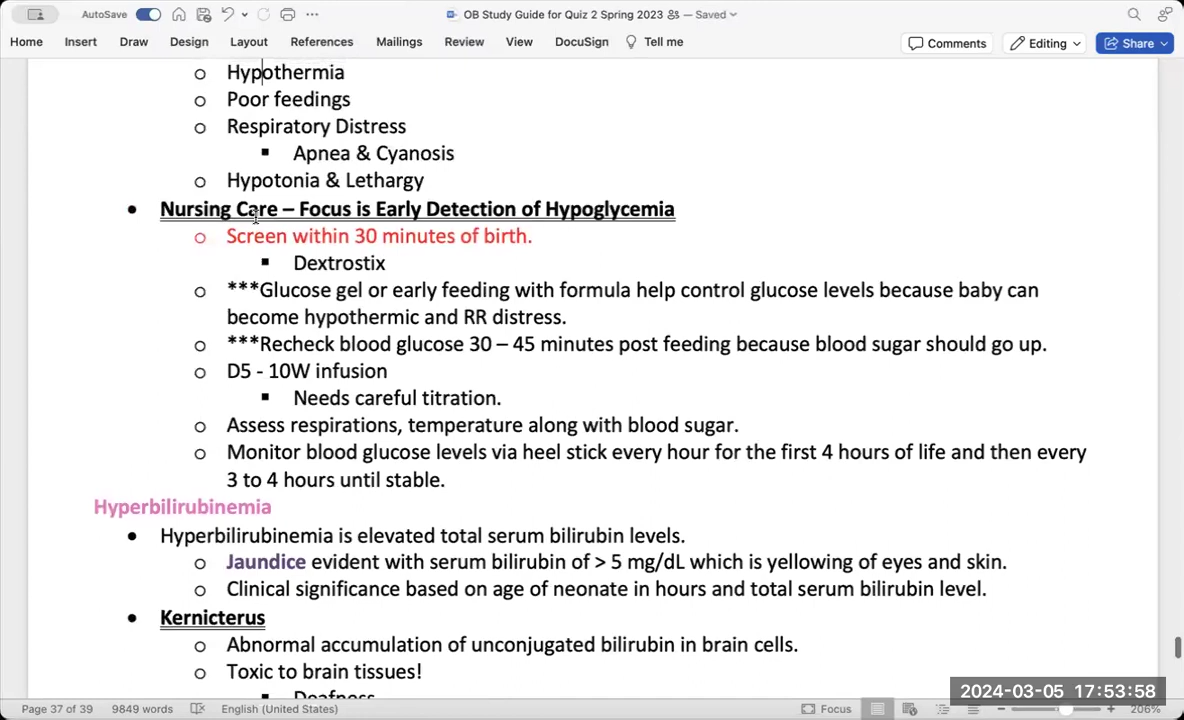 AutoSave
OB Study Guide for Quiz 2 Spring 2023 — Saved
Home Insert Draw Design Layout References Mailings Review View DocuSign Tell me
Comments Editing Share
o Hypothermia
o Poor feedings
o Respiratory Distress
▪ Apnea & Cyanosis
o Hypotonia & Lethargy
• Nursing Care – Focus is Early Detection of Hypoglycemia
o Screen within 30 minutes of birth.
▪ Dextrostix
o ***Glucose gel or early feeding with formula help control glucose levels because baby can
become hypothermic and RR distress.
o ***Recheck blood glucose 30 – 45 minutes post feeding because blood sugar should go up.
o D5 - 10W infusion
▪ Needs careful titration.
o Assess respirations, temperature along with blood sugar.
o Monitor blood glucose levels via heel stick every hour for the first 4 hours of life and then every
3 to 4 hours until stable.
Hyperbilirubinemia
• Hyperbilirubinemia is elevated total serum bilirubin levels.
o Jaundice evident with serum bilirubin of > 5 mg/dL which is yellowing of eyes and skin.
o Clinical significance based on age of neonate in hours and total serum bilirubin level.
• Kernicterus
o Abnormal accumulation of unconjugated bilirubin in brain cells.
o Toxic to brain tissues!
▪ Deafness
2024-03-05 17:53:58
Page 37 of 39 9849 words English (United States) Focus 206%